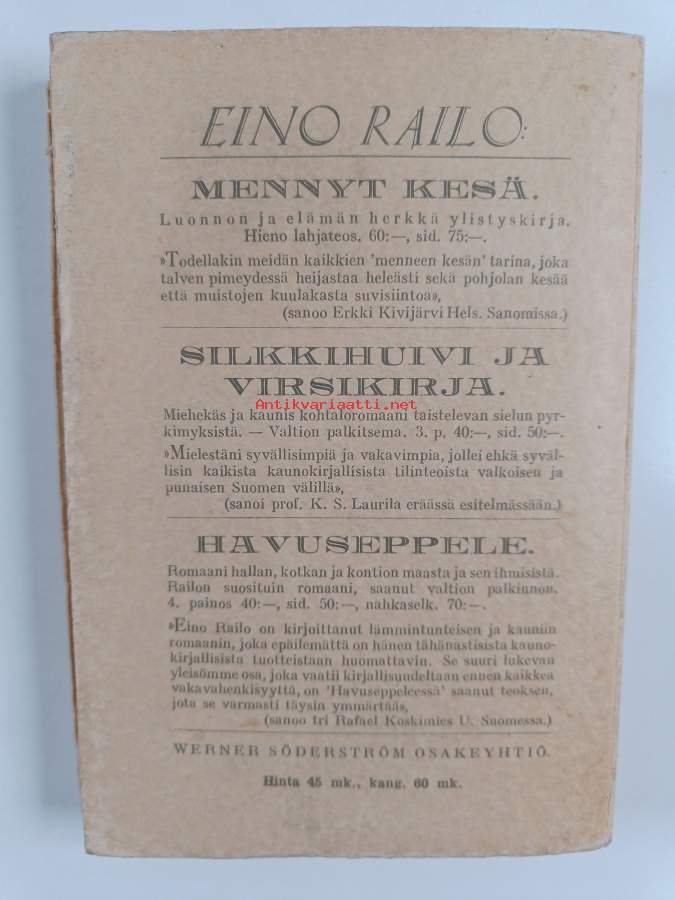 EINO RAILO:
MENNYT KESÄ.
Luonnon ja elämän herkkä ylistyskirja.
Hieno lahjateos. 60:—, sid. 75:—.
»Todellakin meidän kaikkien 'menneen kesän' tarina, joka
talven pimeydessä heijastaa heleästi sekä pohjolan kesää
että muistojen kuulakasta suvisiintoa»,
(sanoo Erkki Kivijärvi Hels. Sanomissa.)
SILKKIHUIVI JA
VIRSIKIRJA.
Antikvariaatti.net
Miehekäs ja kaunis kohtaloromaani taistelevan sielun pyr-
kimyksistä. — Valtion palkitsema. 3. p. 40:—, sid. 50:—.
»Mielestäni syvällisimpiä ja vakavimpia, jollei ehkä syväl-
lisin kaikista kaunokirjallisista tilinteoista valkoisen ja
punaisen Suomen välillä»,
(sanoi prof. K. S. Laurila eräässä esitelmässään.)
HAVUSEPPELE.
Romaani hallan, kotkan ja kontion maasta ja sen ihmisistä.
Railon suosituin romaani, saanut valtion palkinnon.
4. painos 40:—, sid. 50:—, nahkaselk. 70:—.
»Eino Railo on kirjoittanut lämmintunteisen ja kauniin
romaanin, joka epäilemättä on hänen tähänastisista kauno-
kirjallisista tuotteistaan huomattavin. Se suuri lukevan
yleisömme osa, joka vaatii kirjallisuudeltaan ennen kaikkea
vakavahenkisyyttä, on 'Havuseppeleessä' saanut teoksen,
jota se varmasti täysin ymmärtää»,
(sanoo tri Rafael Koskimies U. Suomessa.)
WERNER SÖDERSTRÖM OSAKEYHTIÖ.
Hinta 45 mk., kang. 60 mk.